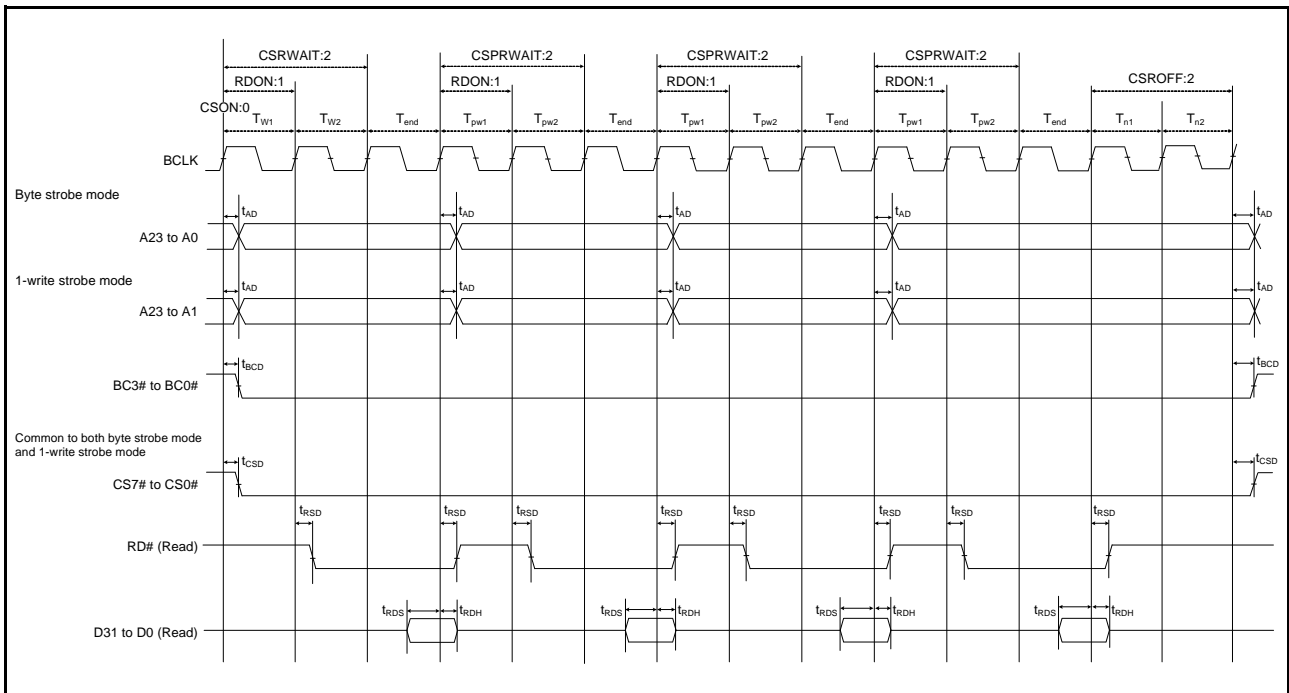 CSRWAIT:2 CSPRWAIT:2 CSPRWAIT:2 CSPRWAIT:2
RDON:1 RDON:1 RDON:1 RDON:1 CSROFF:2
CSON:0
TW1 TW2 Tend Tpw1 Tpw2 Tend Tpw1 Tpw2 Tend Tpw1 Tpw2 Tend Tn1 Tn2
BCLK
Byte strobe mode
tAD tAD tAD tAD tAD
A23 to A0
1-write strobe mode
tAD tAD tAD tAD tAD
A23 to A1
tBCD tBCD
BC3# to BC0#
Common to both byte strobe mode
and 1-write strobe mode
tCSD tCSD
CS7# to CS0#
tRSD tRSD tRSD tRSD tRSD tRSD tRSD tRSD
RD# (Read)
tRDS tRDH tRDS tRDH tRDS tRDH tRDS tRDH
D31 to D0 (Read)